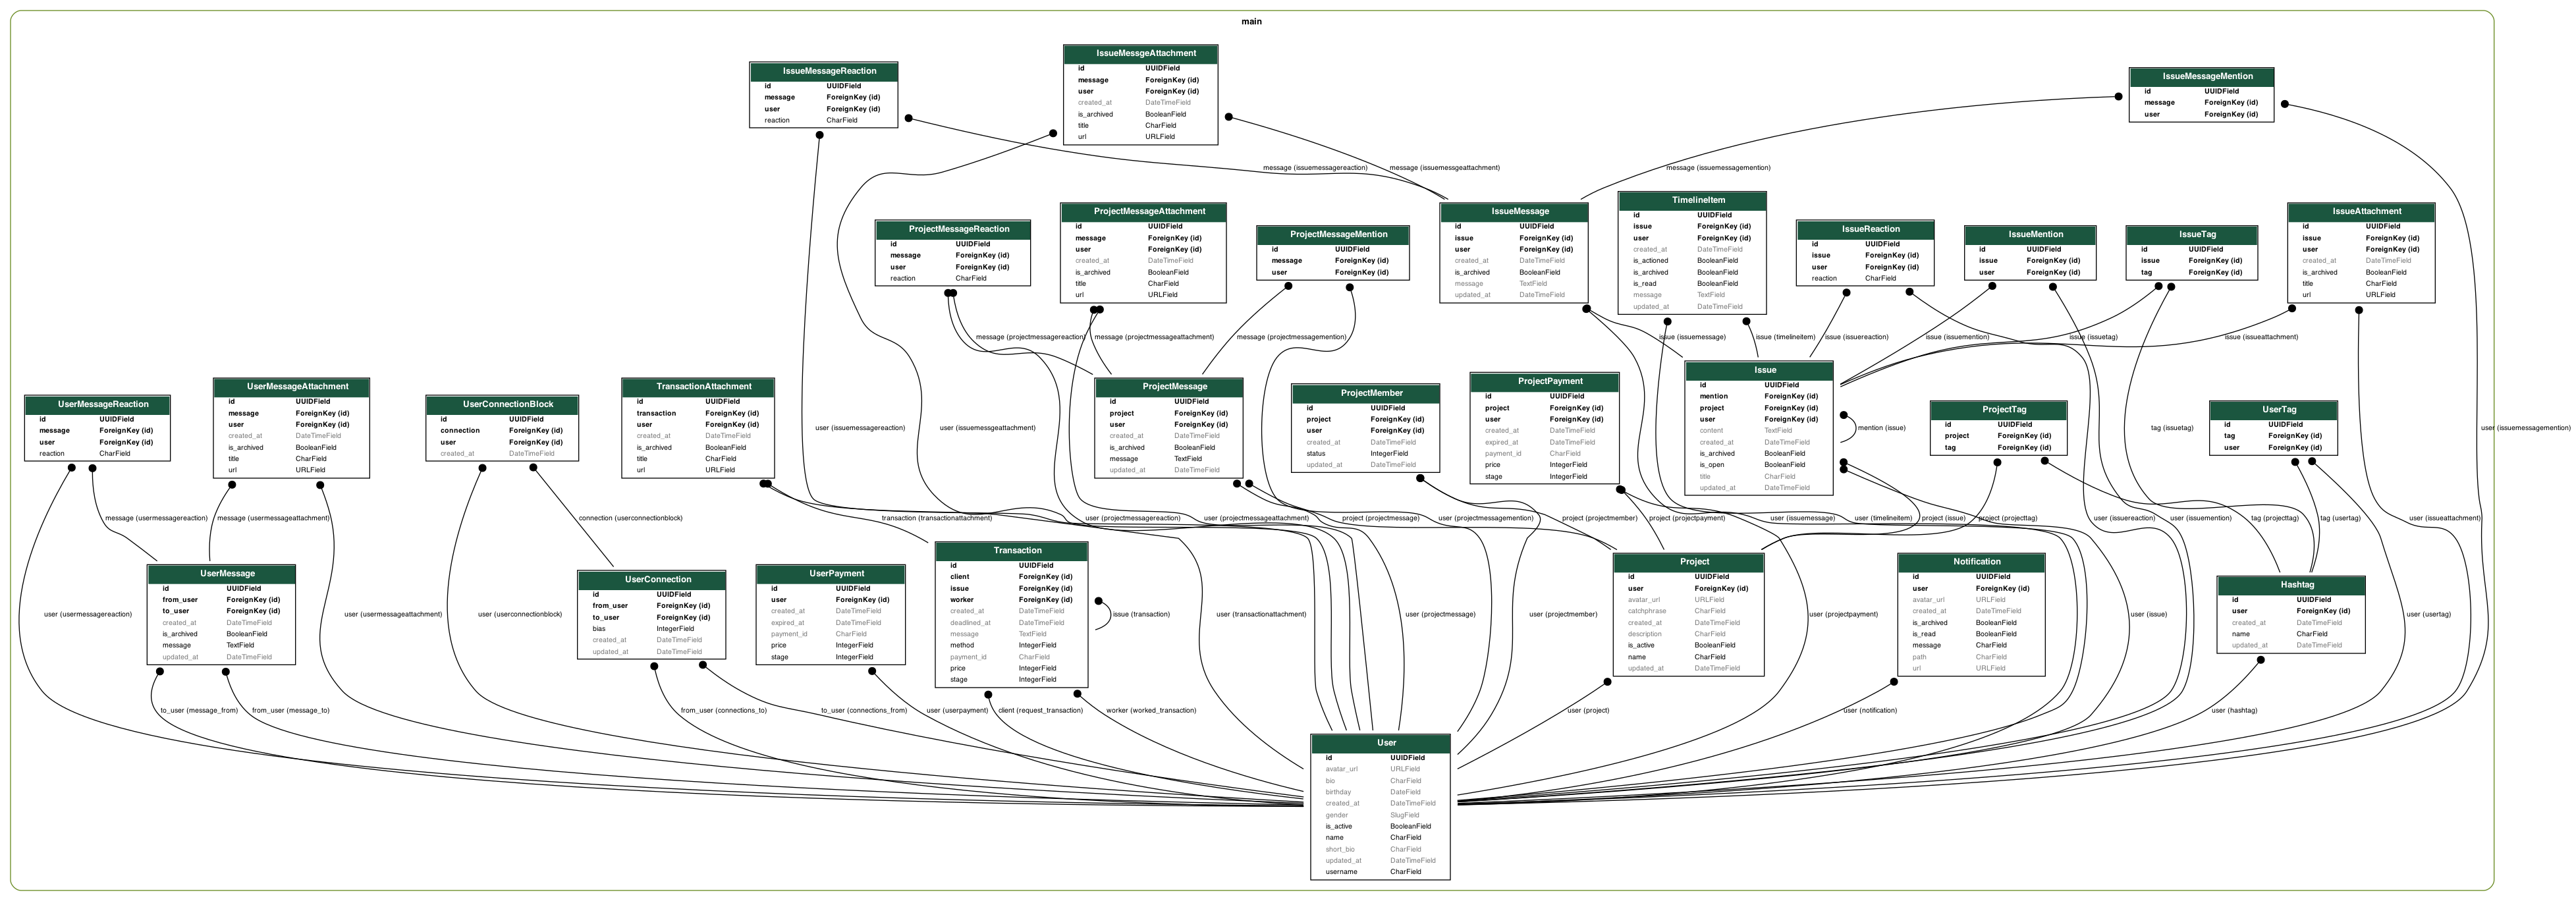 main
IssueMessgeAttachment
id UUIDField
message ForeignKey (id)
user ForeignKey (id)
created_at DateTimeField
is_archived BooleanField
title CharField
url URLField
IssueMessageReaction
id UUIDField
message ForeignKey (id)
user ForeignKey (id)
reaction CharField
IssueMessageMention
id UUIDField
message ForeignKey (id)
user ForeignKey (id)
message (issuemessagereaction)
message (issuemessgeattachment)
message (issuemessagemention)
ProjectMessageReaction
id UUIDField
message ForeignKey (id)
user ForeignKey (id)
reaction CharField
ProjectMessageAttachment
id UUIDField
message ForeignKey (id)
user ForeignKey (id)
created_at DateTimeField
is_archived BooleanField
title CharField
url URLField
ProjectMessageMention
id UUIDField
message ForeignKey (id)
user ForeignKey (id)
IssueMessage
id UUIDField
issue ForeignKey (id)
user ForeignKey (id)
created_at DateTimeField
is_archived BooleanField
message TextField
updated_at DateTimeField
TimelineItem
id UUIDField
issue ForeignKey (id)
user ForeignKey (id)
created_at DateTimeField
is_actioned BooleanField
is_archived BooleanField
is_read BooleanField
message TextField
updated_at DateTimeField
IssueReaction
id UUIDField
issue ForeignKey (id)
user ForeignKey (id)
reaction CharField
IssueMention
id UUIDField
issue ForeignKey (id)
user ForeignKey (id)
IssueTag
id UUIDField
issue ForeignKey (id)
tag ForeignKey (id)
IssueAttachment
id UUIDField
issue ForeignKey (id)
user ForeignKey (id)
created_at DateTimeField
is_archived BooleanField
title CharField
url URLField
message (projectmessagereaction)
message (projectmessageattachment)
message (projectmessagemention)
issue (issuemessage)
issue (timelineitem)
issue (issuereaction)
issue (issuemention)
issue (issuetag)
issue (issueattachment)
UserMessageReaction
id UUIDField
message ForeignKey (id)
user ForeignKey (id)
reaction CharField
UserMessageAttachment
id UUIDField
message ForeignKey (id)
user ForeignKey (id)
created_at DateTimeField
is_archived BooleanField
title CharField
url URLField
UserConnectionBlock
id UUIDField
connection ForeignKey (id)
user ForeignKey (id)
created_at DateTimeField
TransactionAttachment
id UUIDField
transaction ForeignKey (id)
user ForeignKey (id)
created_at DateTimeField
is_archived BooleanField
title CharField
url URLField
user (issuemessagereaction)
user (issuemessgeattachment)
ProjectMessage
id UUIDField
project ForeignKey (id)
user ForeignKey (id)
created_at DateTimeField
is_archived BooleanField
message TextField
updated_at DateTimeField
ProjectMember
id UUIDField
project ForeignKey (id)
user ForeignKey (id)
created_at DateTimeField
status IntegerField
updated_at DateTimeField
ProjectPayment
id UUIDField
project ForeignKey (id)
user ForeignKey (id)
created_at DateTimeField
expired_at DateTimeField
payment_id CharField
price IntegerField
stage IntegerField
Issue
id UUIDField
mention ForeignKey (id)
project ForeignKey (id)
user ForeignKey (id)
content TextField
created_at DateTimeField
is_archived BooleanField
is_open BooleanField
title CharField
updated_at DateTimeField
mention (issue)
ProjectTag
id UUIDField
project ForeignKey (id)
tag ForeignKey (id)
tag (issuetag)
UserTag
id UUIDField
tag ForeignKey (id)
user ForeignKey (id)
user (issuemessagemention)
message (usermessagereaction)
message (usermessageattachment)
connection (userconnectionblock)
transaction (transactionattachment)
user (projectmessagereaction)
user (projectmessageattachment)
project (projectmessage)
user (projectmessagemention)
project (projectmember)
project (projectpayment)
user (issuemessage)
user (timelineitem)
project (issue)
project (projecttag)
user (issuereaction)
user (issuemention)
tag (projecttag)
tag (usertag)
user (issueattachment)
UserMessage
id UUIDField
from_user ForeignKey (id)
to_user ForeignKey (id)
created_at DateTimeField
is_archived BooleanField
message TextField
updated_at DateTimeField
UserConnection
id UUIDField
from_user ForeignKey (id)
to_user ForeignKey (id)
bias IntegerField
created_at DateTimeField
updated_at DateTimeField
UserPayment
id UUIDField
user ForeignKey (id)
created_at DateTimeField
expired_at DateTimeField
payment_id CharField
price IntegerField
stage IntegerField
Transaction
id UUIDField
client ForeignKey (id)
issue ForeignKey (id)
worker ForeignKey (id)
created_at DateTimeField
deadlined_at DateTimeField
message TextField
method IntegerField
payment_id CharField
price IntegerField
stage IntegerField
issue (transaction)
Project
id UUIDField
user ForeignKey (id)
avatar_url URLField
catchphrase CharField
created_at DateTimeField
description CharField
is_active BooleanField
name CharField
updated_at DateTimeField
Notification
id UUIDField
user ForeignKey (id)
avatar_url URLField
created_at DateTimeField
is_archived BooleanField
is_read BooleanField
message CharField
path CharField
url URLField
Hashtag
id UUIDField
user ForeignKey (id)
created_at DateTimeField
name CharField
updated_at DateTimeField
user (usermessagereaction)
user (usermessageattachment)
user (userconnectionblock)
user (transactionattachment)
user (projectmessage)
user (projectmember)
user (projectpayment)
user (issue)
user (usertag)
to_user (message_from)
from_user (message_to)
from_user (connections_to)
to_user (connections_from)
user (userpayment)
client (request_transaction)
worker (worked_transaction)
user (project)
user (notification)
user (hashtag)
User
id UUIDField
avatar_url URLField
bio CharField
birthday DateField
created_at DateTimeField
gender SlugField
is_active BooleanField
name CharField
short_bio CharField
updated_at DateTimeField
username CharField